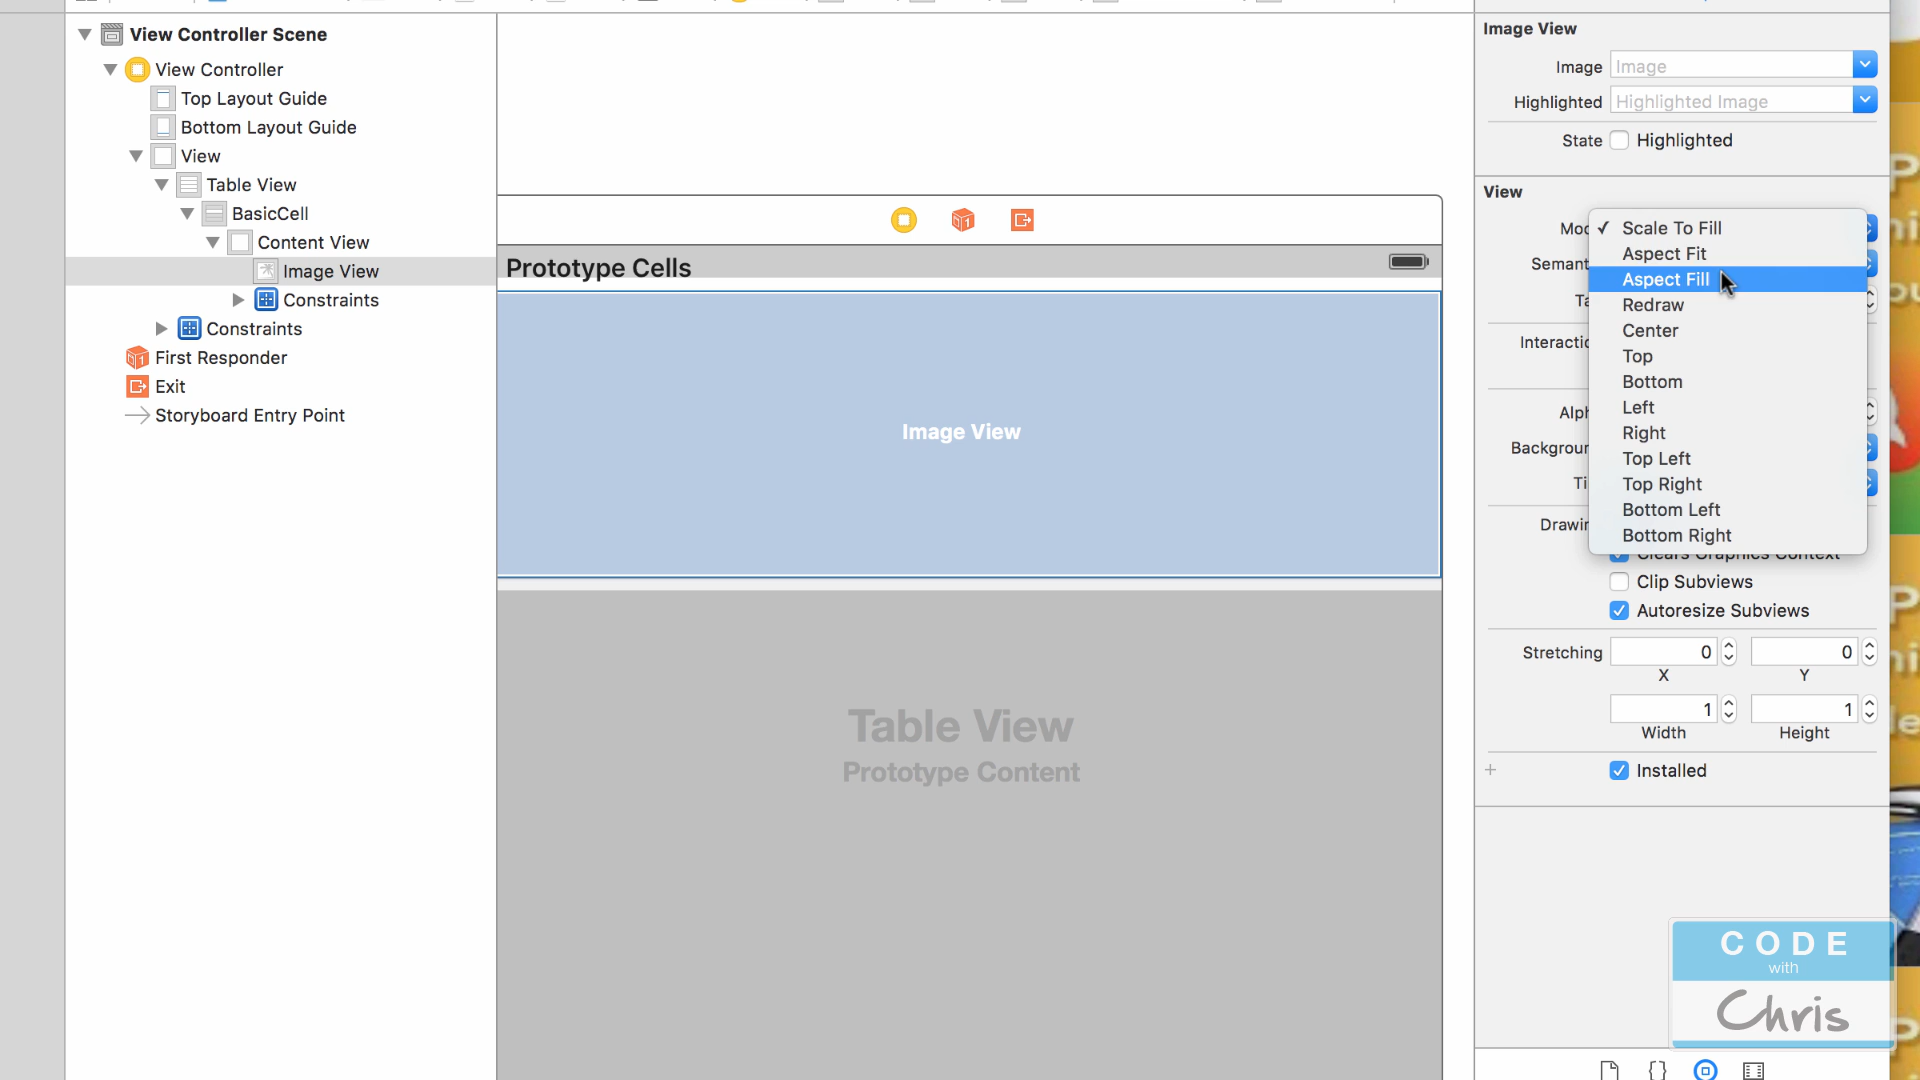 View Controller Scene
View Controller
Top Layout Guide
Bottom Layout Guide
View
Table View
BasicCell
Content View
Image View
Constraints
Constraints
First Responder
Exit
Storyboard Entry Point
Prototype Cells
Image View
Table View
Prototype Content
Image View
Image Image
Highlighted Highlighted Image
State Highlighted
View
✓ Scale To Fill
Aspect Fit
Aspect Fill
Redraw
Center
Top
Bottom
Left
Right
Top Left
Top Right
Bottom Left
Bottom Right
Clears Graphics Context
Clip Subviews
Autoresize Subviews
Stretching 0 0
X Y
1 1
Width Height
+ Installed
CODE
with
Chris